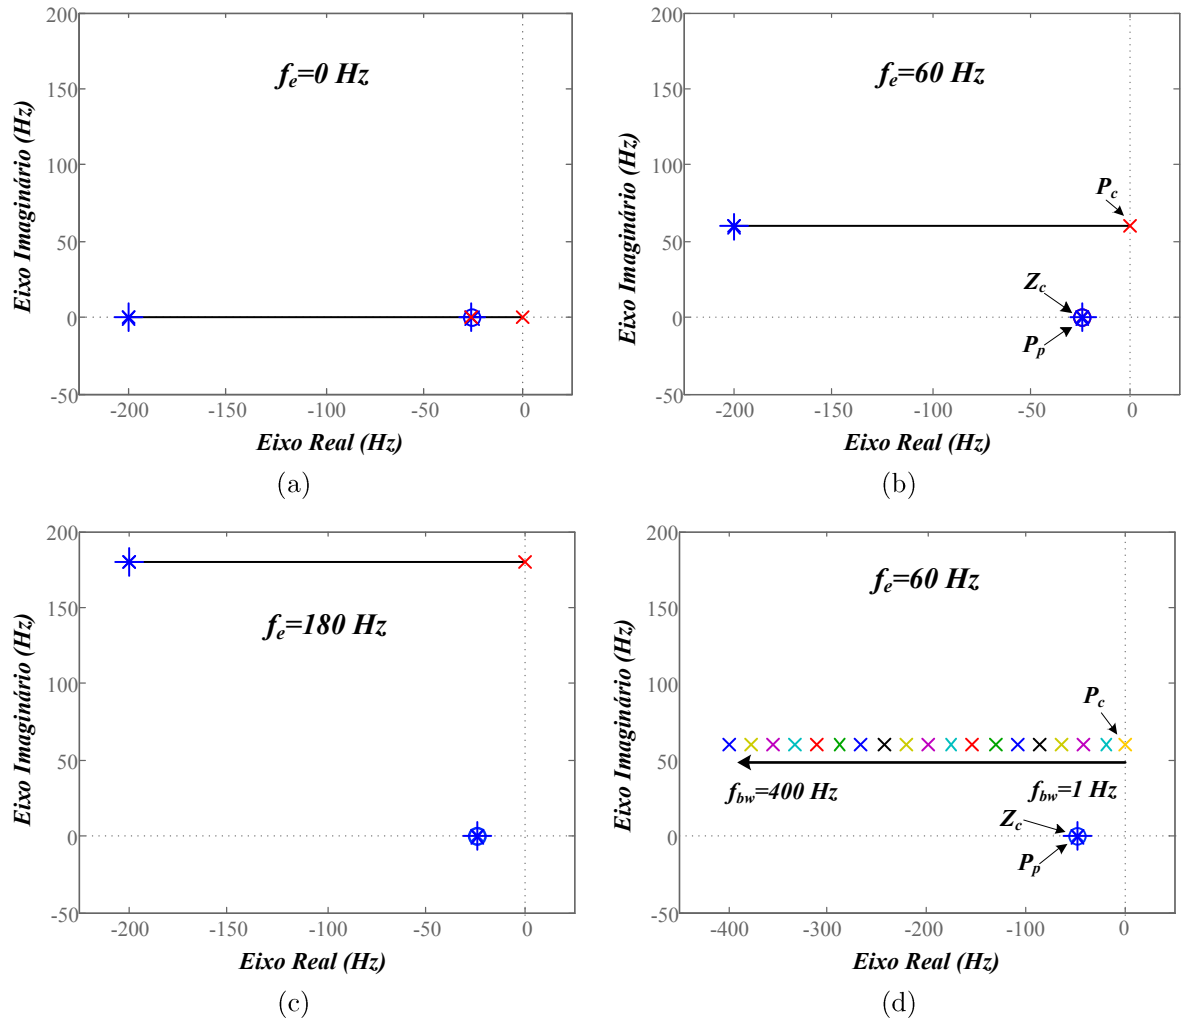 200
150
100
50
0
-50
-200
-150
-100
-50
0
Eixo Imaginário (Hz)
Eixo Real (Hz)
fe=0 Hz
(a)
200
150
100
50
0
-50
-200
-150
-100
-50
0
Eixo Imaginário (Hz)
Eixo Real (Hz)
fe=60 Hz
Pc
Zc
Pp
(b)
200
150
100
50
0
-50
-200
-150
-100
-50
0
Eixo Imaginário (Hz)
Eixo Real (Hz)
fe=180 Hz
(c)
200
150
100
50
0
-50
-400
-300
-200
-100
0
Eixo Imaginário (Hz)
Eixo Real (Hz)
fe=60 Hz
Pc
fbw=400 Hz
fbw=1 Hz
Zc
Pp
(d)